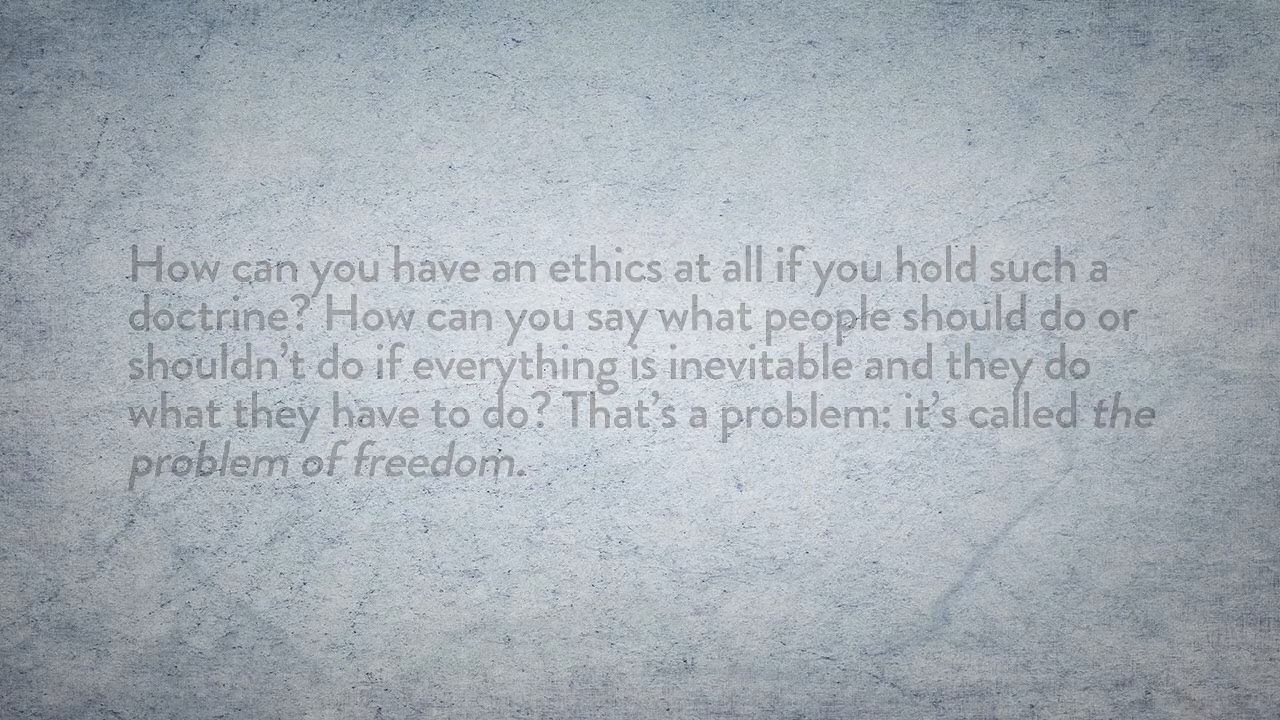 How can you have an ethics at all if you hold such a
doctrine? How can you say what people should do or
shouldn’t do if everything is inevitable and they do
what they have to do? That’s a problem: it’s called the
problem of freedom.